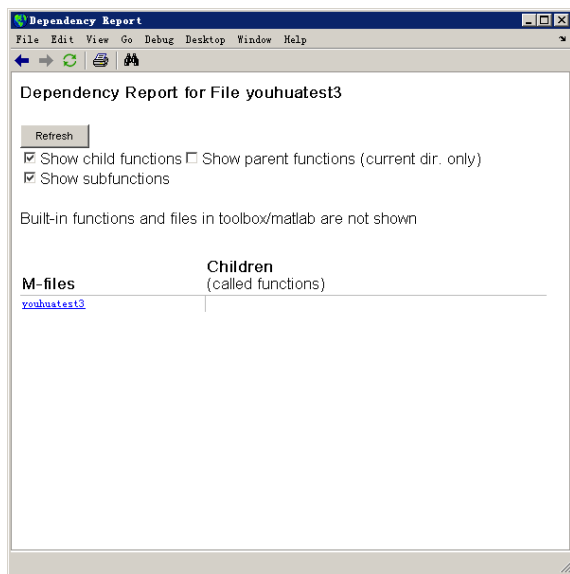 Dependency Report
File Edit View Go Debug Desktop Window Help
Dependency Report for File youhuatest3
Refresh
Show child functions Show parent functions (current dir. only)
Show subfunctions
Built-in functions and files in toolbox/matlab are not shown
Children
M-files (called functions)
youhuatest3